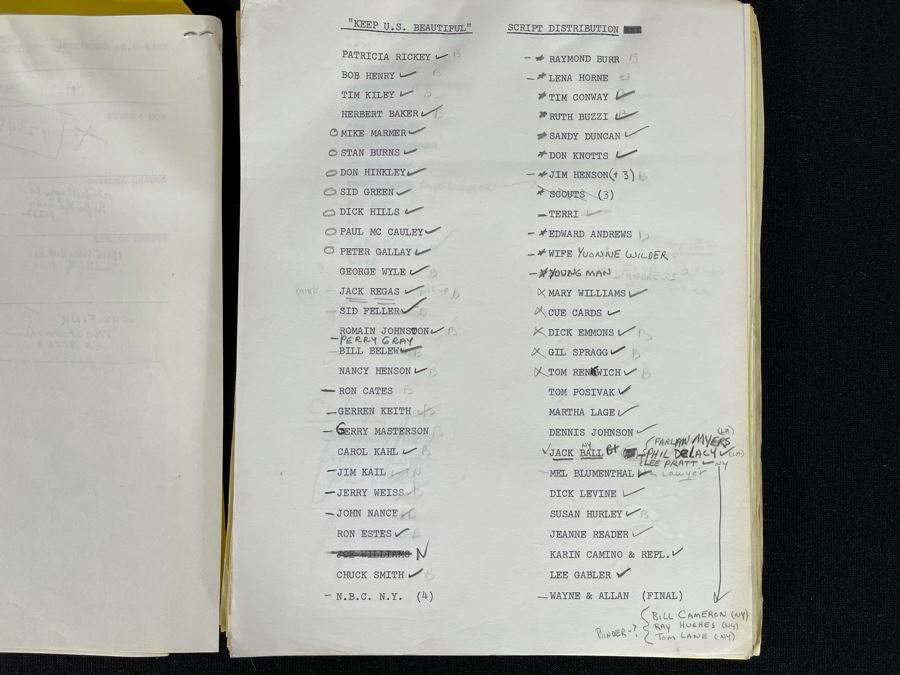 "KEEP U.S. BEAUTIFUL"
PATRICIA RICKEY ✓ B
BOB HENRY ✓ B
TIM KILEY ✓ B
HERBERT BAKER ✓ B
O MIKE MARMER ✓
O STAN BURNS ✓
O DON HINKLEY ✓
O SID GREEN ✓
O DICK HILLS ✓
O PAUL MC CAULEY ✓
O PETER GALLAY ✓
GEORGE WYLE ✓ B
JACK REGAS ✓ B
- SID FELLER ✓ B
ROMAIN JOHNSTON ✓ B
- PERRY GRAY
BILL BELEW ✓ B
NANCY HENSON ✓ B
- RON CATES B
- GERREN KEITH ✓ B
- GERRY MASTERSON B
CAROL KAHL ✓ B
- JIM KAIL ✓ N
- JERRY WEISS ✓ B
- JOHN NANCE ✓ B
RON ESTES ✓ B
JOE WILLIAMS N
CHUCK SMITH ✓ B
- N.B.C. N.Y. (4)
SCRIPT DISTRIBUTION
- * RAYMOND BURR B
- * LENA HORNE
* TIM CONWAY ✓
* RUTH BUZZI ✓
* SANDY DUNCAN ✓
* DON KNOTTS ✓
- * JIM HENSON (+3) B
* SCOUTS (3)
- TERRI ✓
- * EDWARD ANDREWS B
- * WIFE YVONNE WILDER
- * YOUNG MAN
X MARY WILLIAMS ✓
X CUE CARDS ✓
X DICK EMMONS ✓ B
X GIL SPRAGG ✓ B
X TOM RENEWICH ✓ B
TOM POSIVAK ✓
MARTHA LAGE ✓
DENNIS JOHNSON ✓
✓ JACK BALL NY
FARLAN MYERS (LA)
PHIL DELACY ✓ (LA)
LEE PRATT ✓ NY
MEL BLUMENTHAL ✓ Lawyer
DICK LEVINE ✓
SUSAN HURLEY ✓ B
JEANNE READER ✓
KARIN CAMINO & REPL. ✓
LEE GABLER ✓
- WAYNE & ALLAN (FINAL)
BINDER-?
BILL CAMERON (NY)
RAY HUGHES (NY)
TOM LANE (NY)